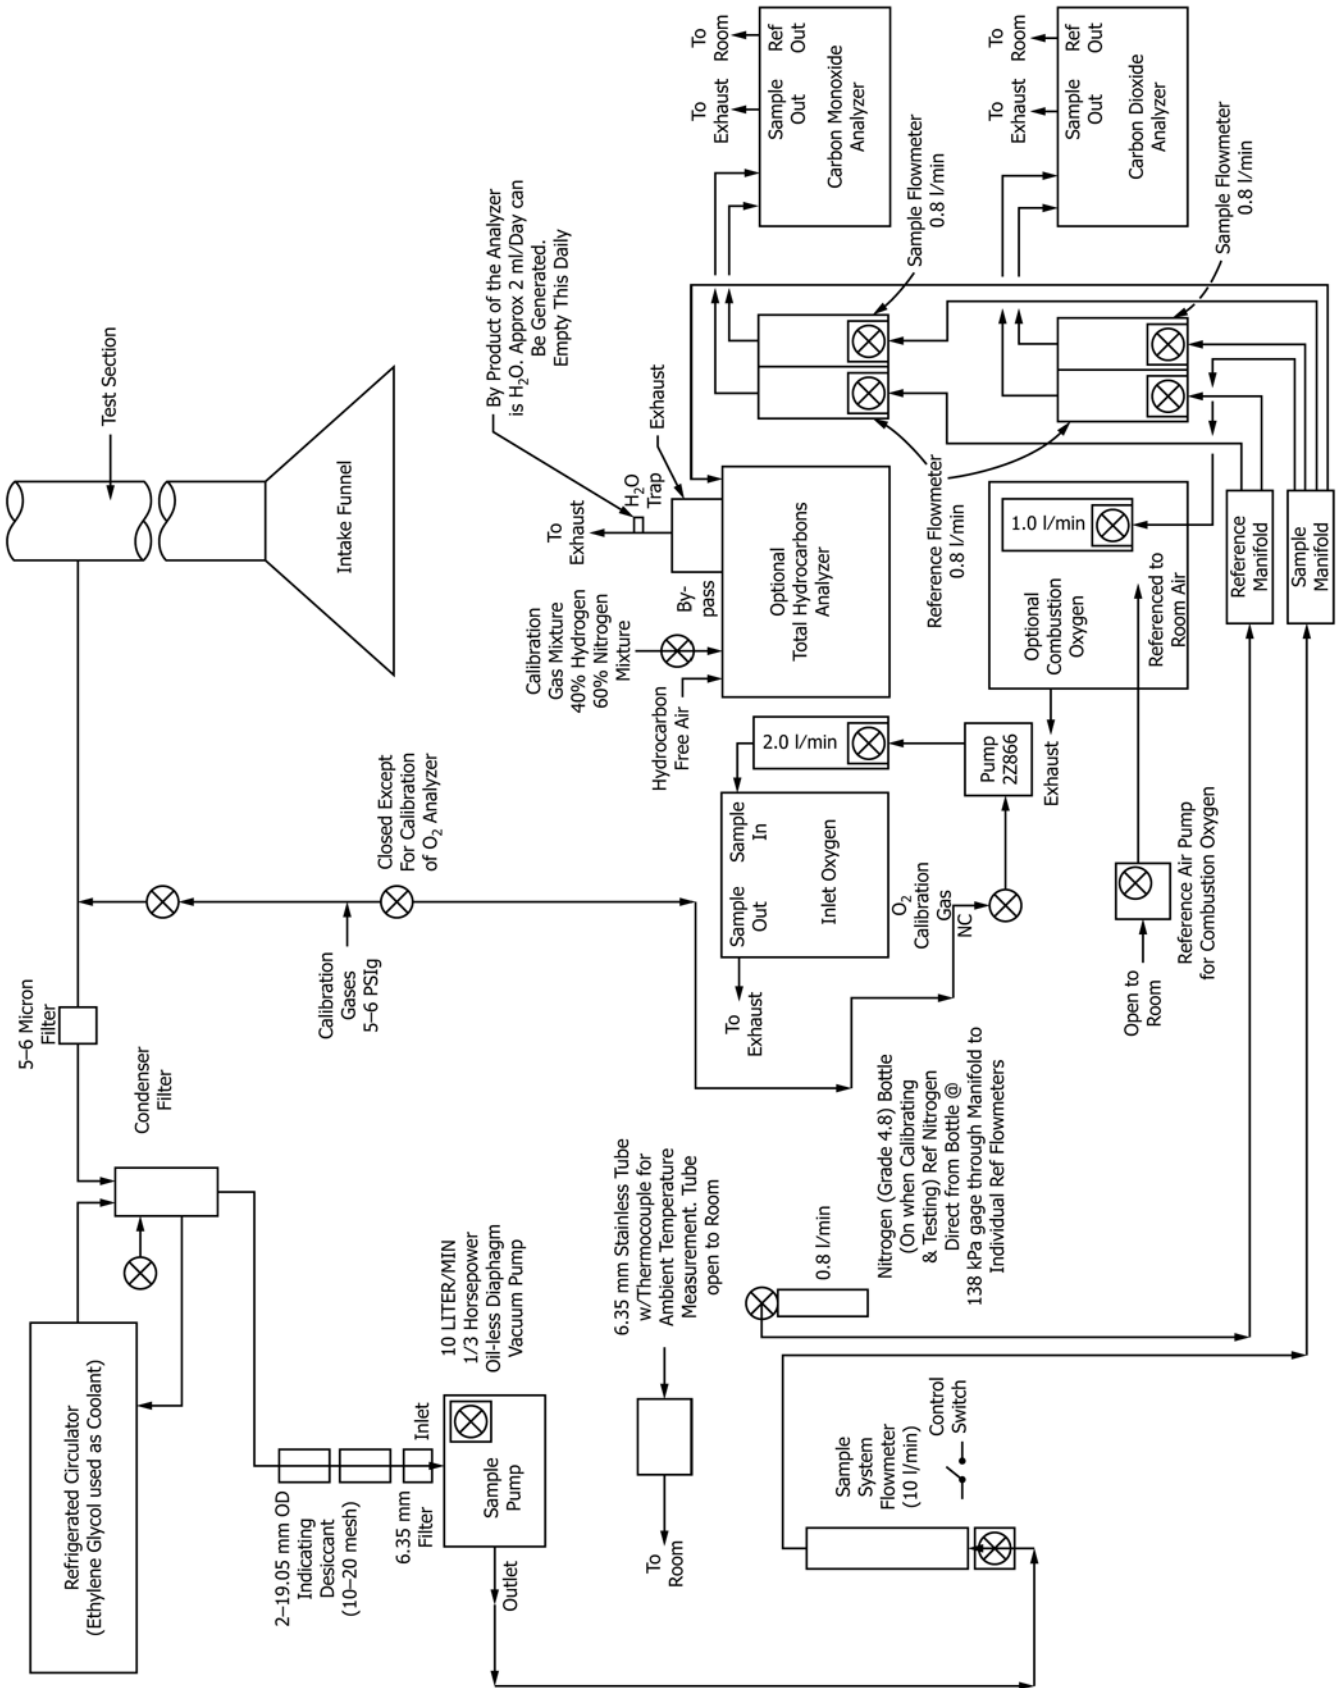 Refrigerated Circulator
(Ethylene Glycol used as Coolant)
Condenser
Filter
5–6 Micron
Filter
Test Section
Intake Funnel
Calibration
Gases
5–6 PSIg
Closed Except
For Calibration
of O₂ Analyzer
2–19.05 mm OD
Indicating
Desiccant
(10–20 mesh)
6.35 mm
Filter
Inlet
10 LITER/MIN
1/3 Horsepower
Oil-less Diaphagm
Vacuum Pump
Sample
Pump
Outlet
6.35 mm Stainless Tube
w/Thermocouple for
Ambient Temperature
Measurement. Tube
open to Room
To
Room
0.8 l/min
Nitrogen (Grade 4.8) Bottle
(On when Calibrating
& Testing) Ref Nitrogen
Direct from Bottle @
138 kPa gage through Manifold to
Individual Ref Flowmeters
Sample
System
Flowmeter
(10 l/min)
Control
Switch
To
Exhaust
Sample
Out
Sample
In
Inlet Oxygen
2.0 l/min
O₂
Calibration
Gas
NC
Pump
2Z866
Hydrocarbon
Free Air
Calibration
Gas Mixture
40% Hydrogen
60% Nitrogen
Mixture
By-
pass
To
Exhaust
H₂O
Trap
Exhaust
By Product of the Analyzer
is H₂O. Approx 2 ml/Day can
Be Generated.
Empty This Daily
Optional
Total Hydrocarbons
Analyzer
Reference Flowmeter
0.8 l/min
Sample Flowmeter
0.8 l/min
To
Exhaust
To
Room
Sample
Out
Ref
Out
Carbon Monoxide
Analyzer
To
Exhaust
To
Room
Sample
Out
Ref
Out
Carbon Dioxide
Analyzer
Sample Flowmeter
0.8 l/min
Exhaust
Optional
Combustion
Oxygen
1.0 l/min
Referenced to
Room Air
Open to
Room
Reference Air Pump
for Combustion Oxygen
Reference
Manifold
Sample
Manifold